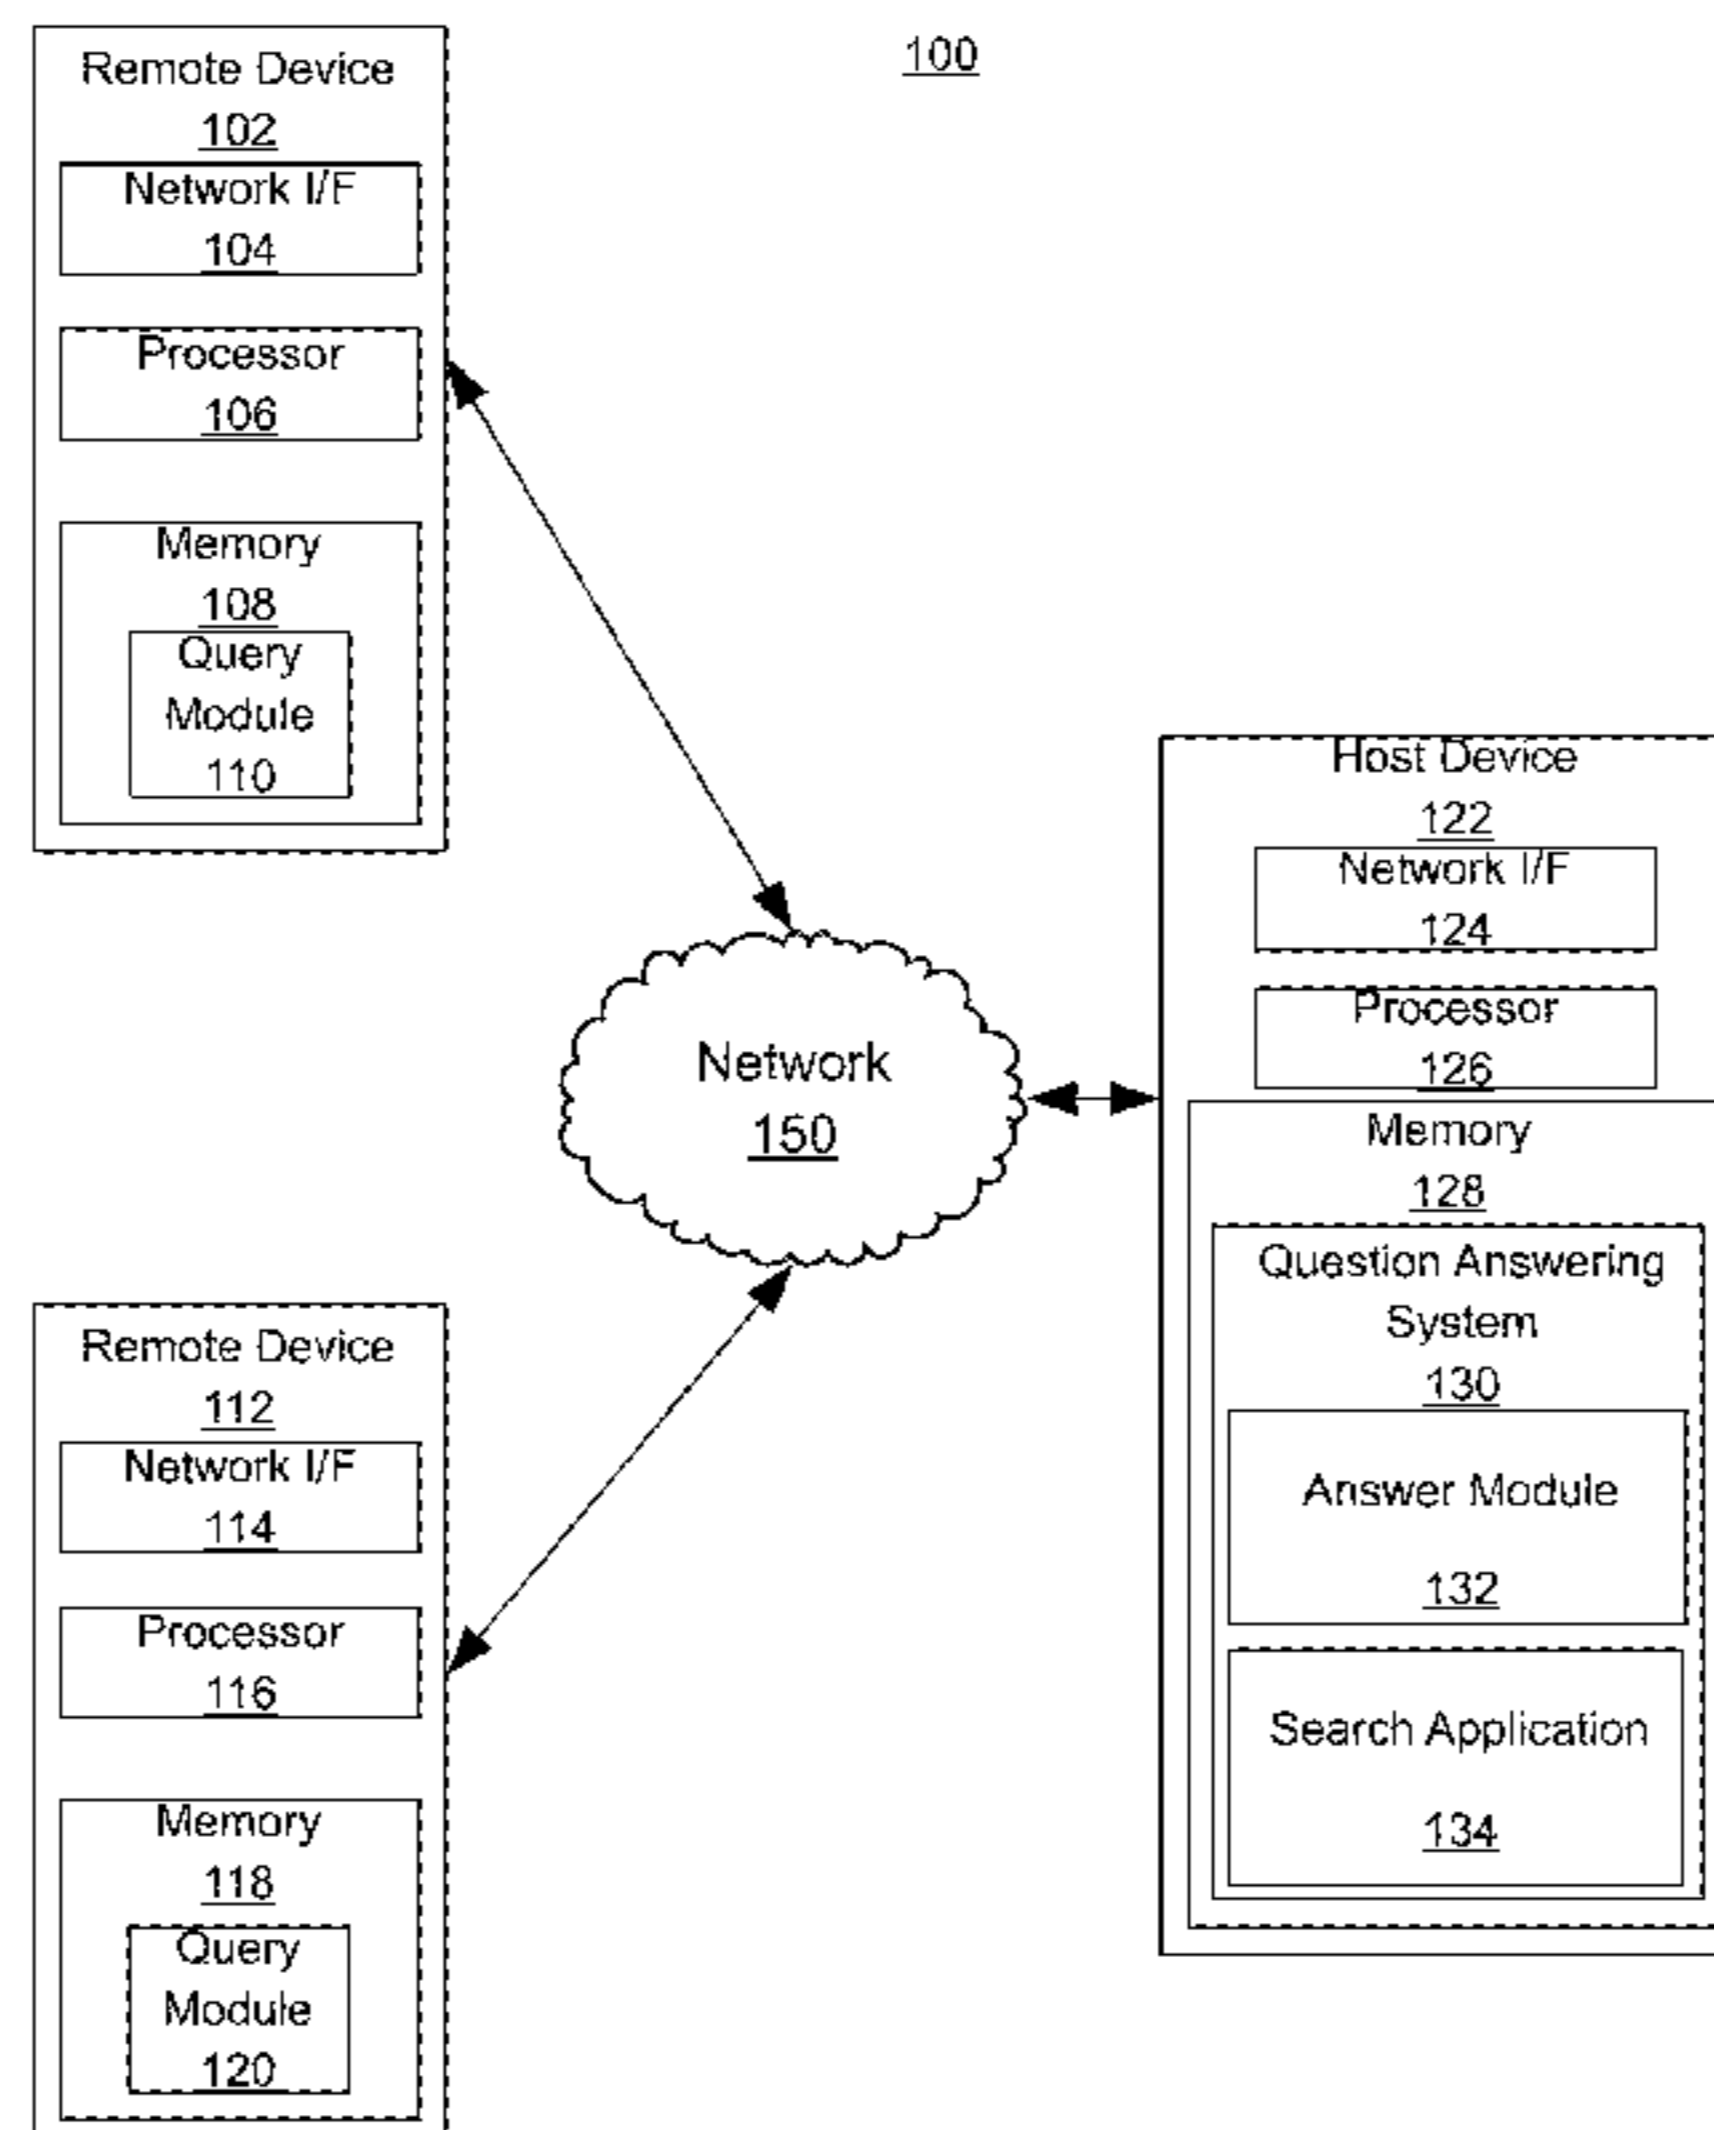 100
Remote Device
102
Network I/F
104
Processor
106
Memory
108
Query
Module
110
Network
150
Remote Device
112
Network I/F
114
Processor
116
Memory
118
Query
Module
120
Host Device
122
Network I/F
124
Processor
126
Memory
128
Question Answering
System
130
Answer Module
132
Search Application
134